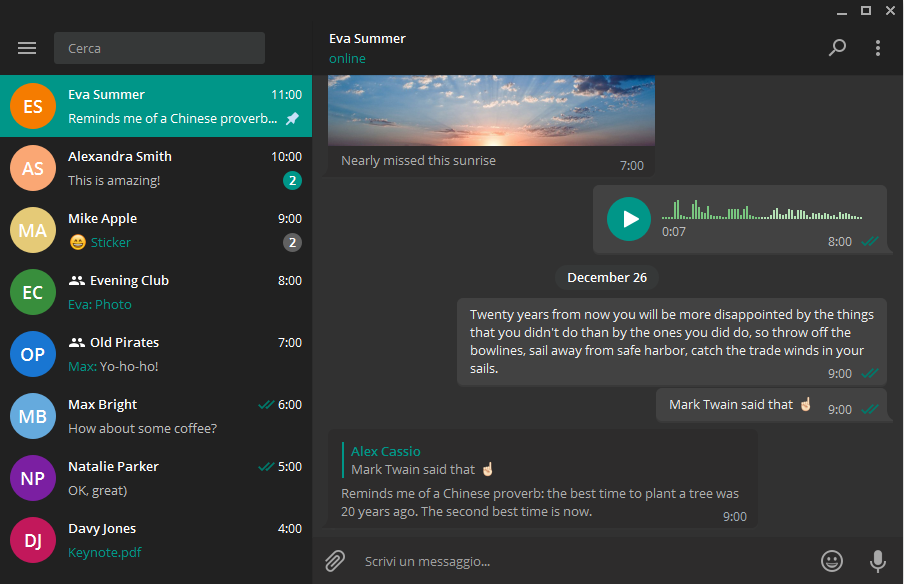 Cerca
ES
Eva Summer
11:00
Reminds me of a Chinese proverb...
AS
Alexandra Smith
10:00
This is amazing!
2
MA
Mike Apple
9:00
😄 Sticker
2
EC
Evening Club
8:00
Eva: Photo
OP
Old Pirates
7:00
Max: Yo-ho-ho!
MB
Max Bright
6:00
How about some coffee?
NP
Natalie Parker
5:00
OK, great)
DJ
Davy Jones
4:00
Keynote.pdf
Eva Summer
online
Nearly missed this sunrise
7:00
0:07
8:00
December 26
Twenty years from now you will be more disappointed by the things
that you didn't do than by the ones you did do, so throw off the
bowlines, sail away from safe harbor, catch the trade winds in your
sails.
9:00
Mark Twain said that ☝🏻
9:00
Alex Cassio
Mark Twain said that ☝🏻
Reminds me of a Chinese proverb: the best time to plant a tree was
20 years ago. The second best time is now.
9:00
Scrivi un messaggio...